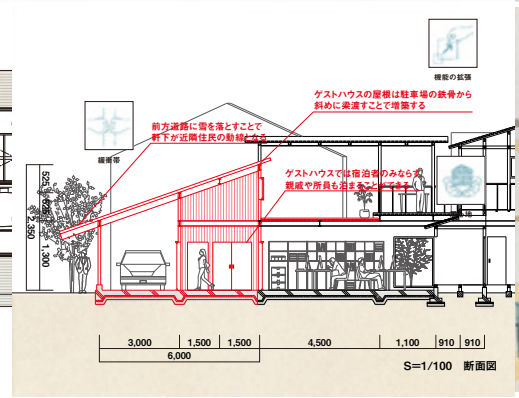 機能の拡張
ゲストハウスの屋根は駐車場の鉄骨から
斜めに梁渡すことで増築する
前方道路に雪を落とすことで
軒下が近隣住民の動線となる
緩衝帯
ゲストハウスでは宿泊者のみならず
親戚や所員も泊まることができる
地
525
625
2,350
1,300
3,000
1,500
1,500
4,500
1,100
910
910
6,000
S=1/100 断面図